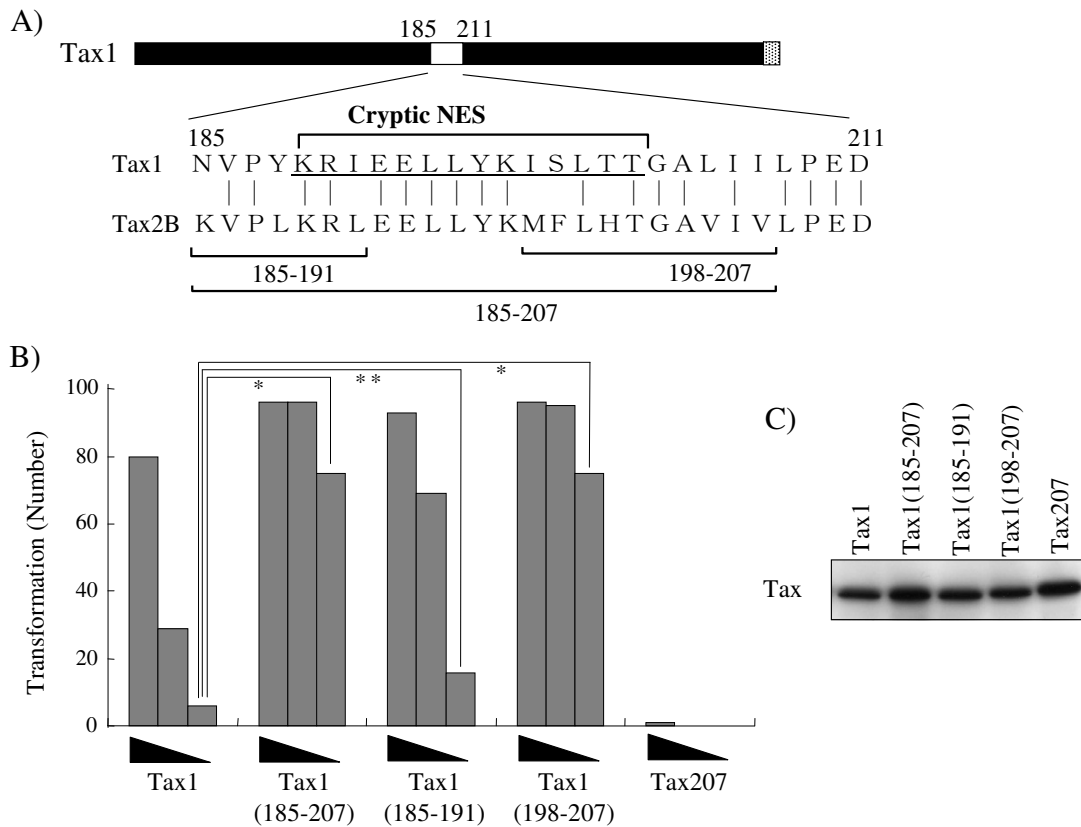 A)
185 211
Tax1
Cryptic NES
185 211
Tax1 N V P Y K R I E E L L Y K I S L T T G A L I I L P E D
Tax2B K V P L K R L E E L L Y K M F L H T G A V I V L P E D
185-191 198-207
185-207
B)
* ** *
Transformation (Number)
100
80
60
40
20
0
Tax1 Tax1 Tax1 Tax1 Tax207
(185-207) (185-191) (198-207)
C)
Tax1
Tax1(185-207)
Tax1(185-191)
Tax1(198-207)
Tax207
Tax